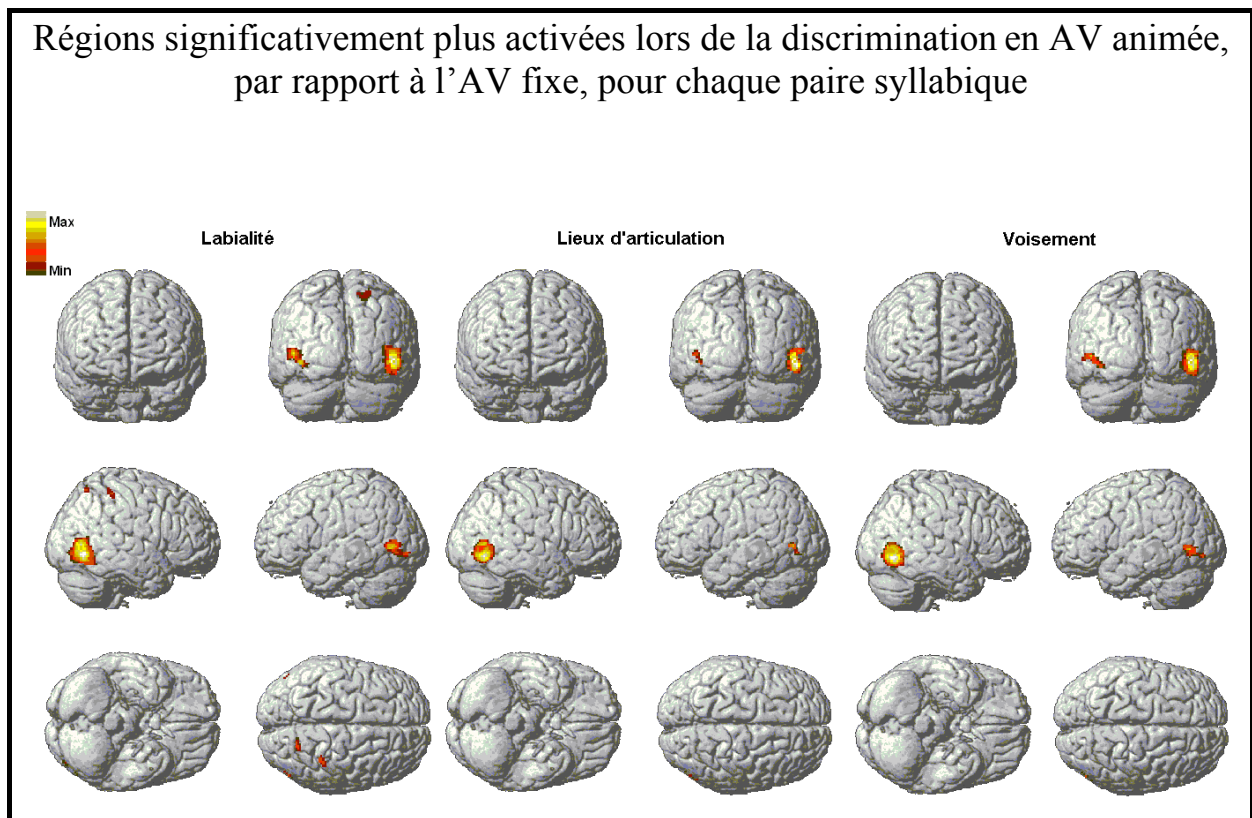 Régions significativement plus activées lors de la discrimination en AV animée,
par rapport à l’AV fixe, pour chaque paire syllabique
Max
Min
Labialité
Lieux d'articulation
Voisement